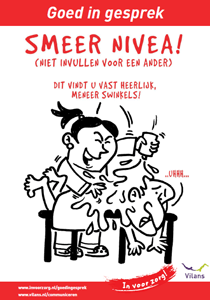 Goed in gesprek
SMEER NIVEA!
(NIET INVULLEN VOOR EEN ANDER)
DIT VINDT U VAST HEERLIJK,
MENEER SWINKELS!
..UHHH...
In voor zorg!
Vilans
www.invoorzorg.nl/goedingesprek
www.vilans.nl/communiceren